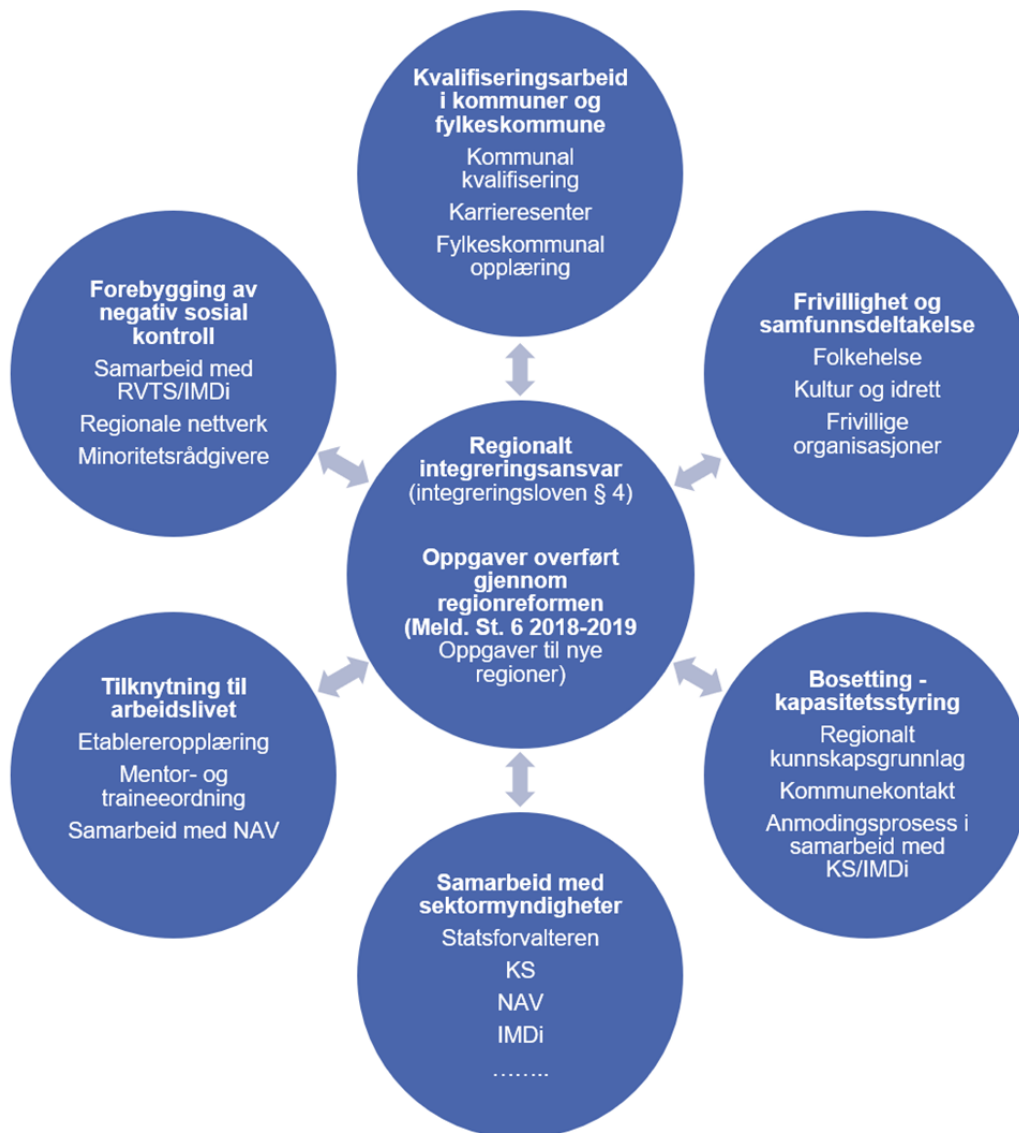 Kvalifiseringsarbeid
i kommuner og
fylkeskommune
Kommunal
kvalifisering
Karrieresenter
Fylkeskommunal
opplæring
Forebygging av
negativ sosial
kontroll
Samarbeid med
RVTS/IMDi
Regionale nettverk
Minoritetsrådgivere
Frivillighet og
samfunnsdeltakelse
Folkehelse
Kultur og idrett
Frivillige
organisasjoner
Regionalt
integreringsansvar
(integreringsloven § 4)
Oppgaver overført
gjennom
regionreformen
(Meld. St. 6 2018-2019
Oppgaver til nye
regioner)
Tilknytning til
arbeidslivet
Etablereropplæring
Mentor- og
traineeordning
Samarbeid med NAV
Bosetting -
kapasitetsstyring
Regionalt
kunnskapsgrunnlag
Kommunekontakt
Anmodingsprosess i
samarbeid med
KS/IMDi
Samarbeid med
sektormyndigheter
Statsforvalteren
KS
NAV
IMDi
……..